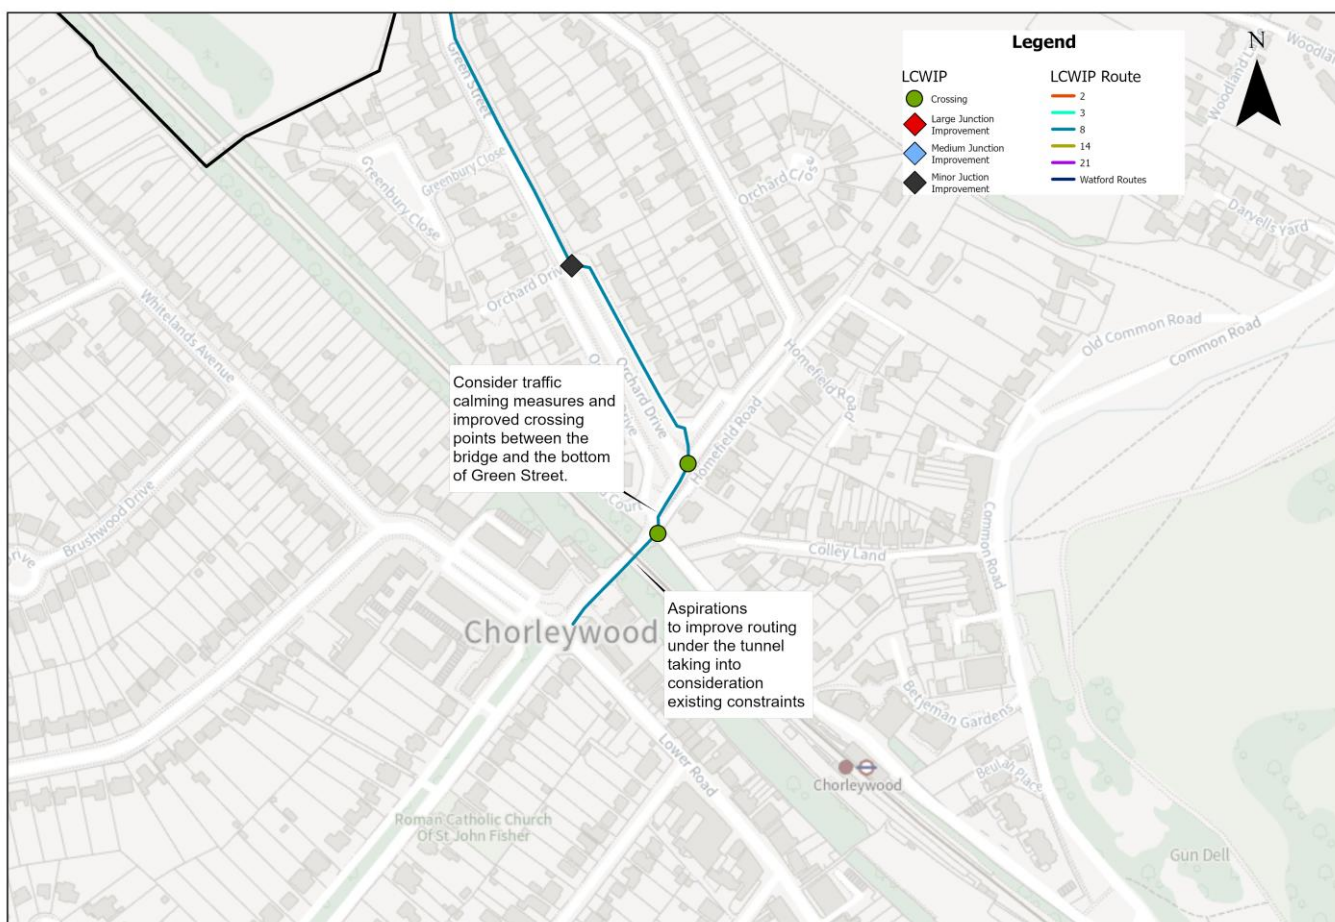 Legend
LCWIP
Crossing
Large Junction
Improvement
Medium Junction
Improvement
Minor Juction
Improvement
LCWIP Route
2
3
8
14
21
Watford Routes
N
Woodland
Woodland
Green Street
Greenbury Close
Greenbury Close
Orchard Close
Darvells Yard
Orchard Drive
Whitelands Avenue
Old Common Road
Common Road
Homefield Road
Orchard Drive
Consider traffic
calming measures and
improved crossing
points between the
bridge and the bottom
of Green Street.
Drive
Homefield Road
Court
Brushwood Drive
Drive
Colley Land
Common Road
Chorleywood
Aspirations
to improve routing
under the tunnel
taking into
consideration
existing constraints
Betjeman Gardens
Lower Road
Chorleywood
Beulah Place
Roman Catholic Church
Of St John Fisher
Gun Dell